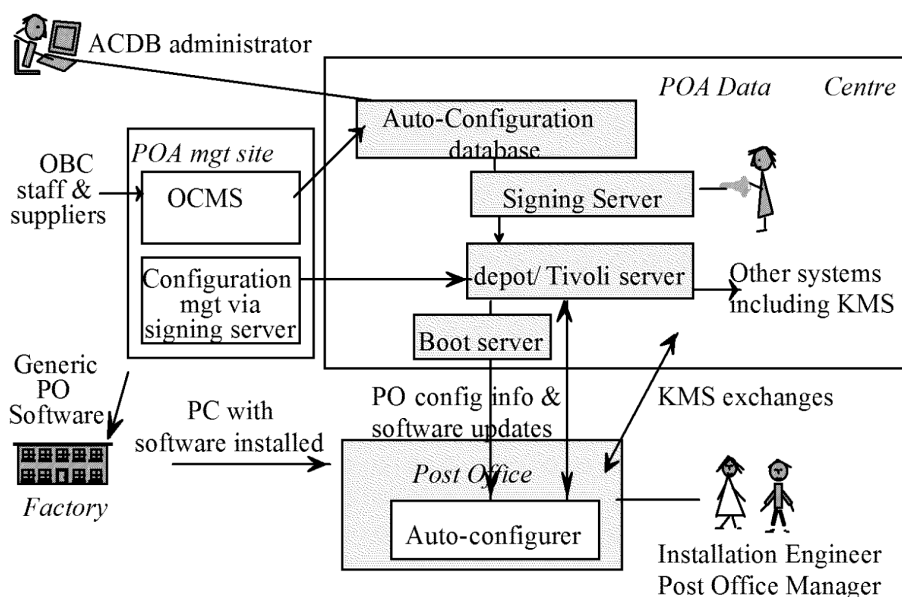 ACDB administrator
POA Data Centre
Auto-Configuration
database
POA mgt site
OBC
staff &
suppliers
OCMS
Signing Server
Configuration
mgt via
signing server
depot/ Tivoli server
Other systems
including KMS
Boot server
Generic
PO
Software
PC with
software installed
PO config info &
software updates
KMS exchanges
Post Office
Factory
Auto-configurer
Installation Engineer
Post Office Manager